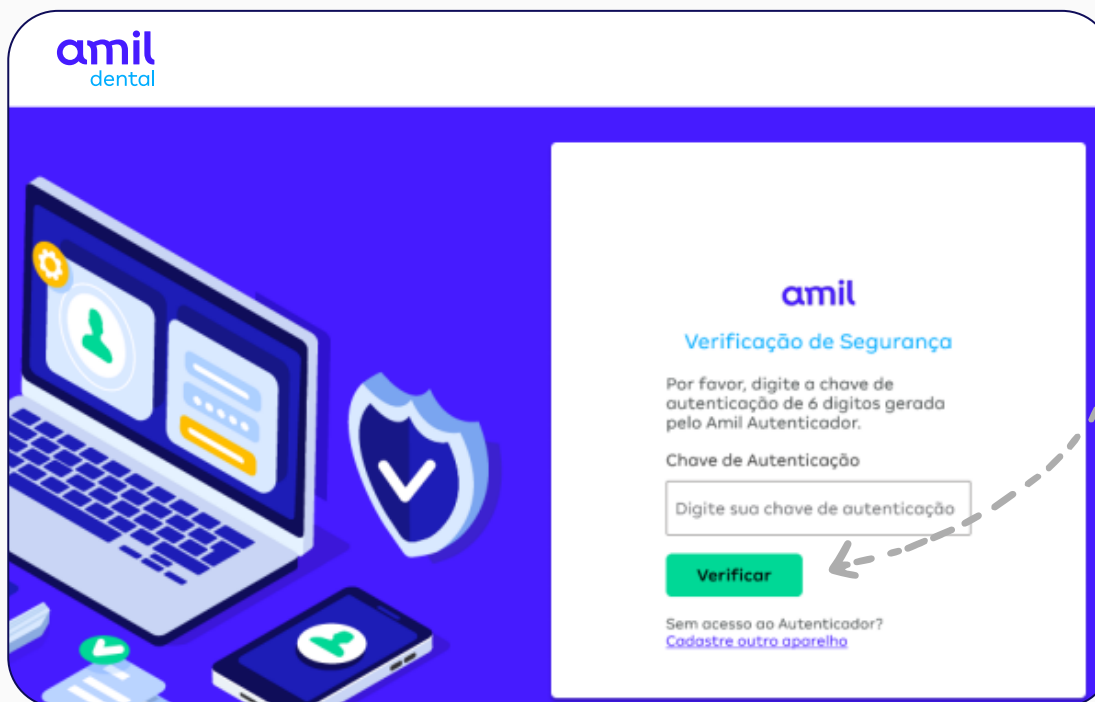 amil
dental
amil
Verificação de Segurança
Por favor, digite a chave de
autenticação de 6 digitos gerada
pelo Amil Autenticador.
Chave de Autenticação
Digite sua chave de autenticação
Verificar
Sem acesso ao Autenticador?
Cadastre outro aparelho